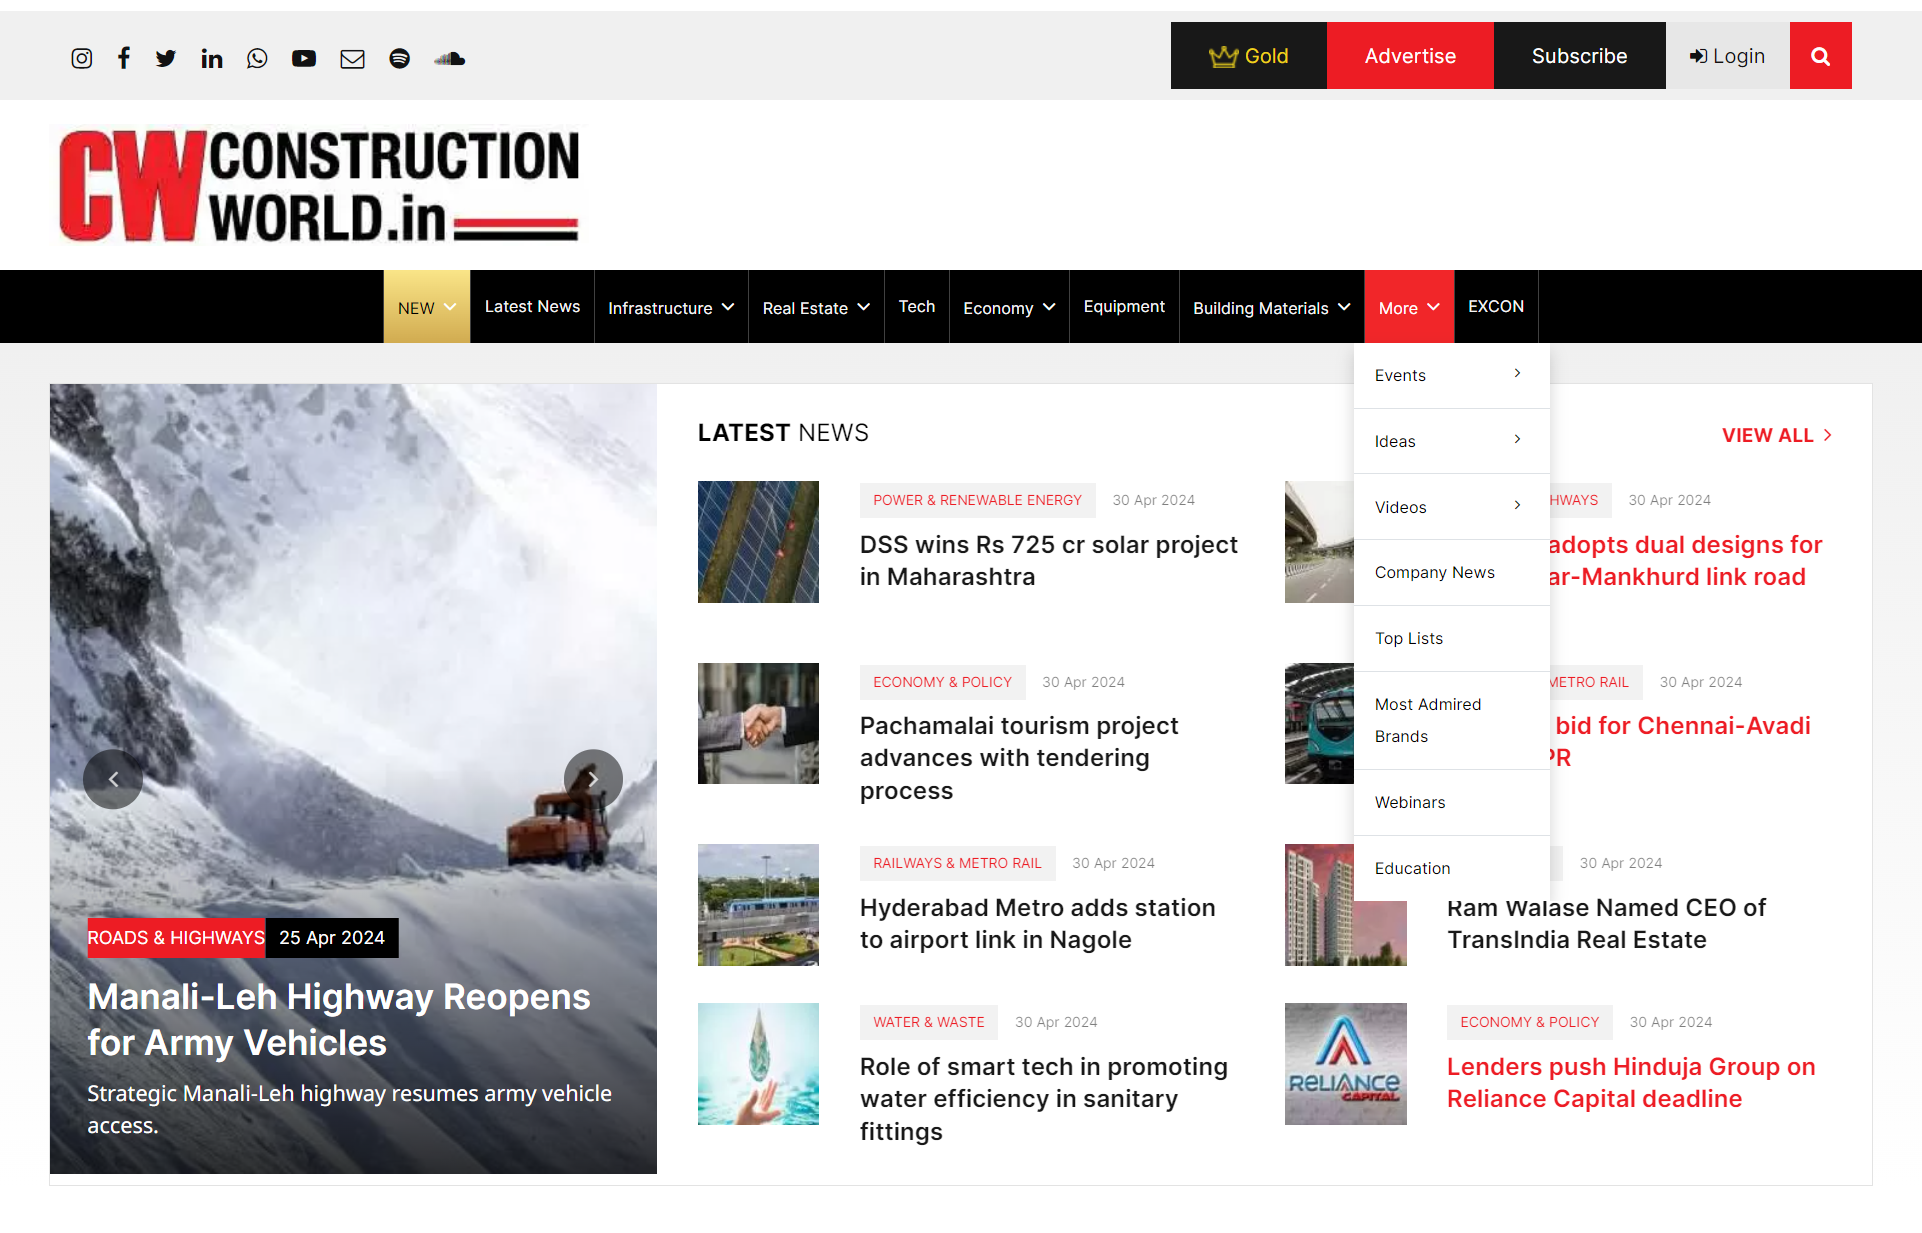 Gold
Advertise
Subscribe
Login
CW CONSTRUCTION
WORLD.in
NEW
Latest News
Infrastructure
Real Estate
Tech
Economy
Equipment
Building Materials
More
EXCON
Events
Ideas
Videos
Company News
Top Lists
Most Admired
Brands
Webinars
Education
ROADS & HIGHWAYS 25 Apr 2024
Manali-Leh Highway Reopens
for Army Vehicles
Strategic Manali-Leh highway resumes army vehicle
access.
LATEST NEWS
VIEW ALL
POWER & RENEWABLE ENERGY 30 Apr 2024
DSS wins Rs 725 cr solar project
in Maharashtra
HWAYS 30 Apr 2024
adopts dual designs for
ar-Mankhurd link road
ECONOMY & POLICY 30 Apr 2024
Pachamalai tourism project
advances with tendering
process
METRO RAIL 30 Apr 2024
bid for Chennai-Avadi
PR
RAILWAYS & METRO RAIL 30 Apr 2024
Hyderabad Metro adds station
to airport link in Nagole
30 Apr 2024
Ram Walase Named CEO of
TransIndia Real Estate
WATER & WASTE 30 Apr 2024
Role of smart tech in promoting
water efficiency in sanitary
fittings
RELIANCE
CAPITAL
ECONOMY & POLICY 30 Apr 2024
Lenders push Hinduja Group on
Reliance Capital deadline